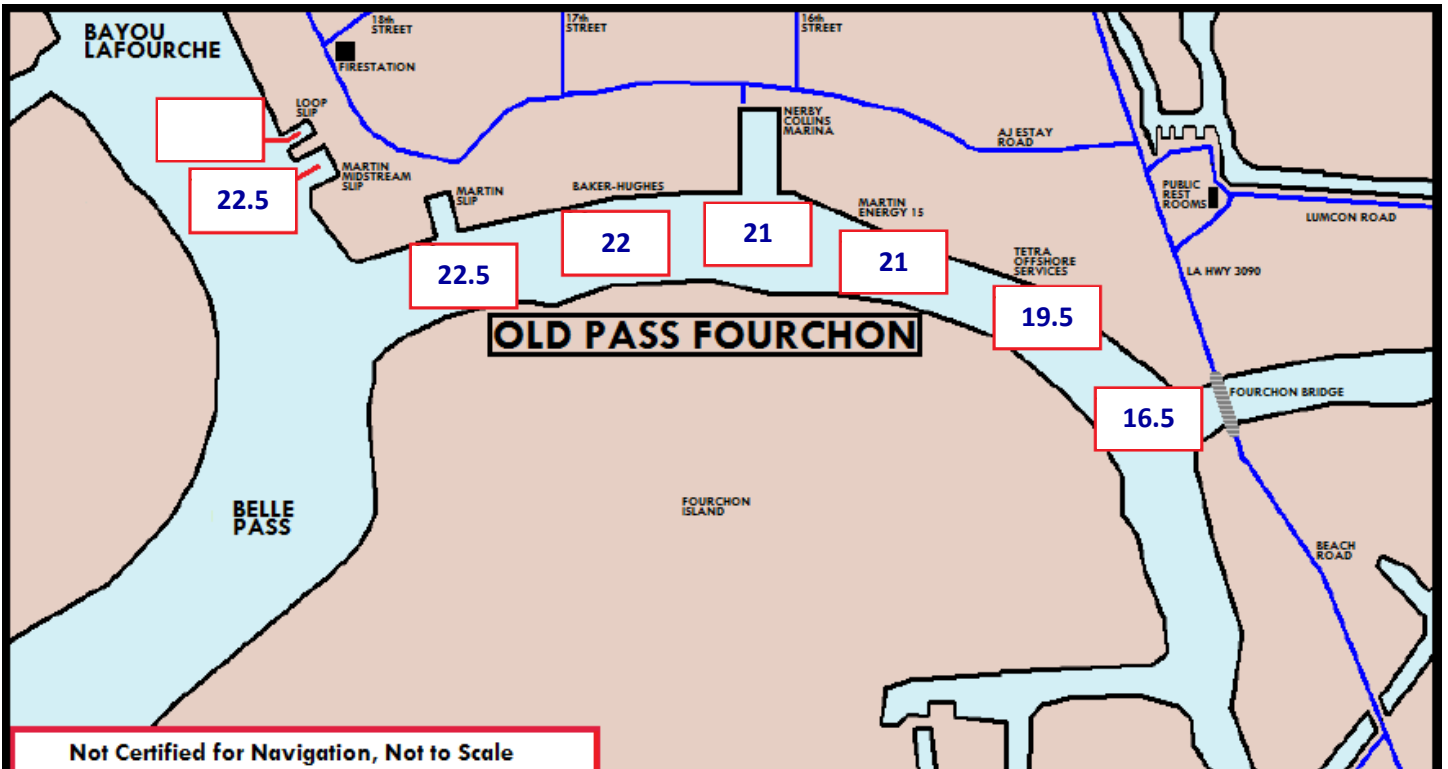 BAYOU
LAFOURCHE
18th
STREET
17th
STREET
16th
STREET
FIRESTATION
LOOP
SLIP
NERBY
COLLINS
MARINA
AJ ESTAY
ROAD
MARTIN
MIDSTREAM
SLIP
22.5
MARTIN
SLIP
BAKER-HUGHES
PUBLIC
REST
ROOMS
LUMCON ROAD
MARTIN
ENERGY 15
22.5
22
21
21
TETRA
OFFSHORE
SERVICES
LA HWY 3090
19.5
OLD PASS FOURCHON
16.5
FOURCHON BRIDGE
BELLE
PASS
FOURCHON
ISLAND
BEACH
ROAD
Not Certified for Navigation, Not to Scale